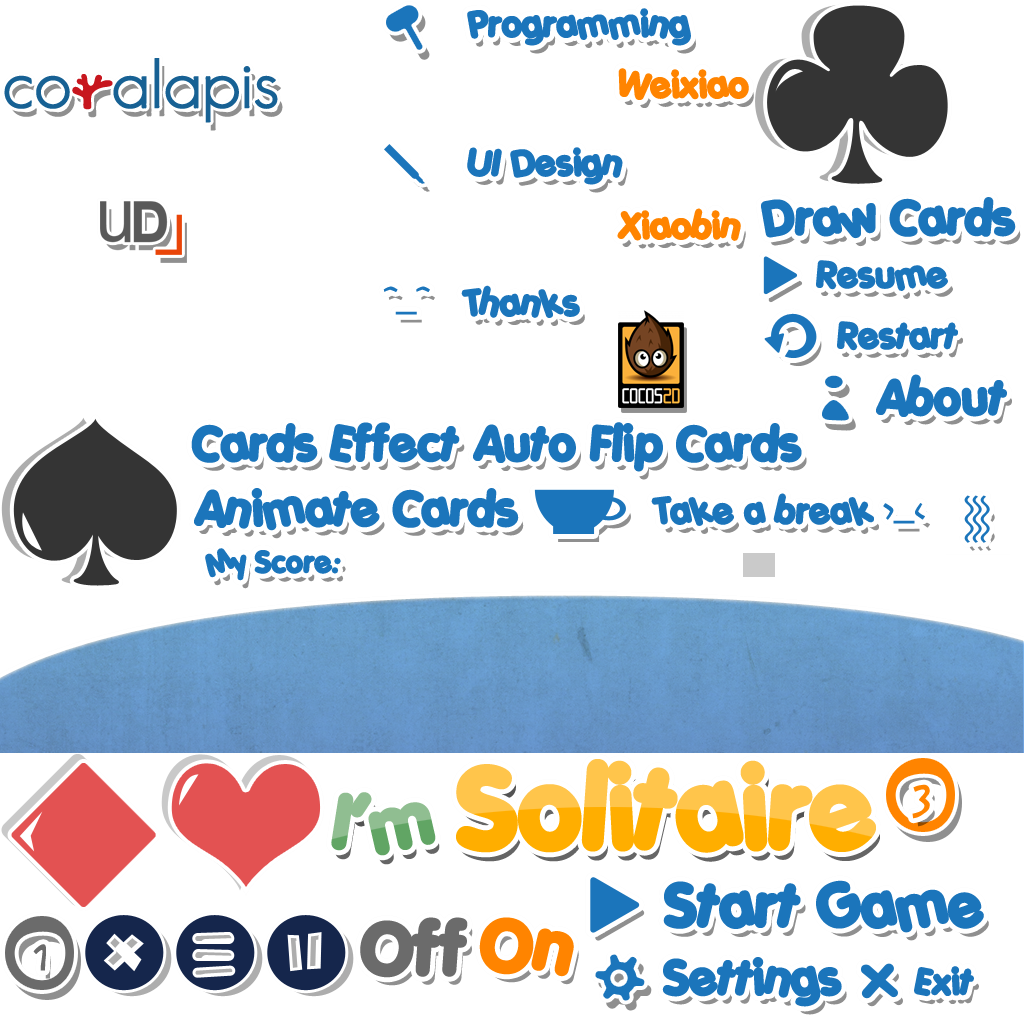 Programming
Weixiao
coralapis
UI Design
UD
Xiaobin
Draw Cards
Resume
Thanks
Restart
COCOS2D
About
Cards Effect Auto Flip Cards
Animate Cards
Take a break >_<
My Score:
I'm Solitaire 3
Start Game
1
Off On
Settings
Exit